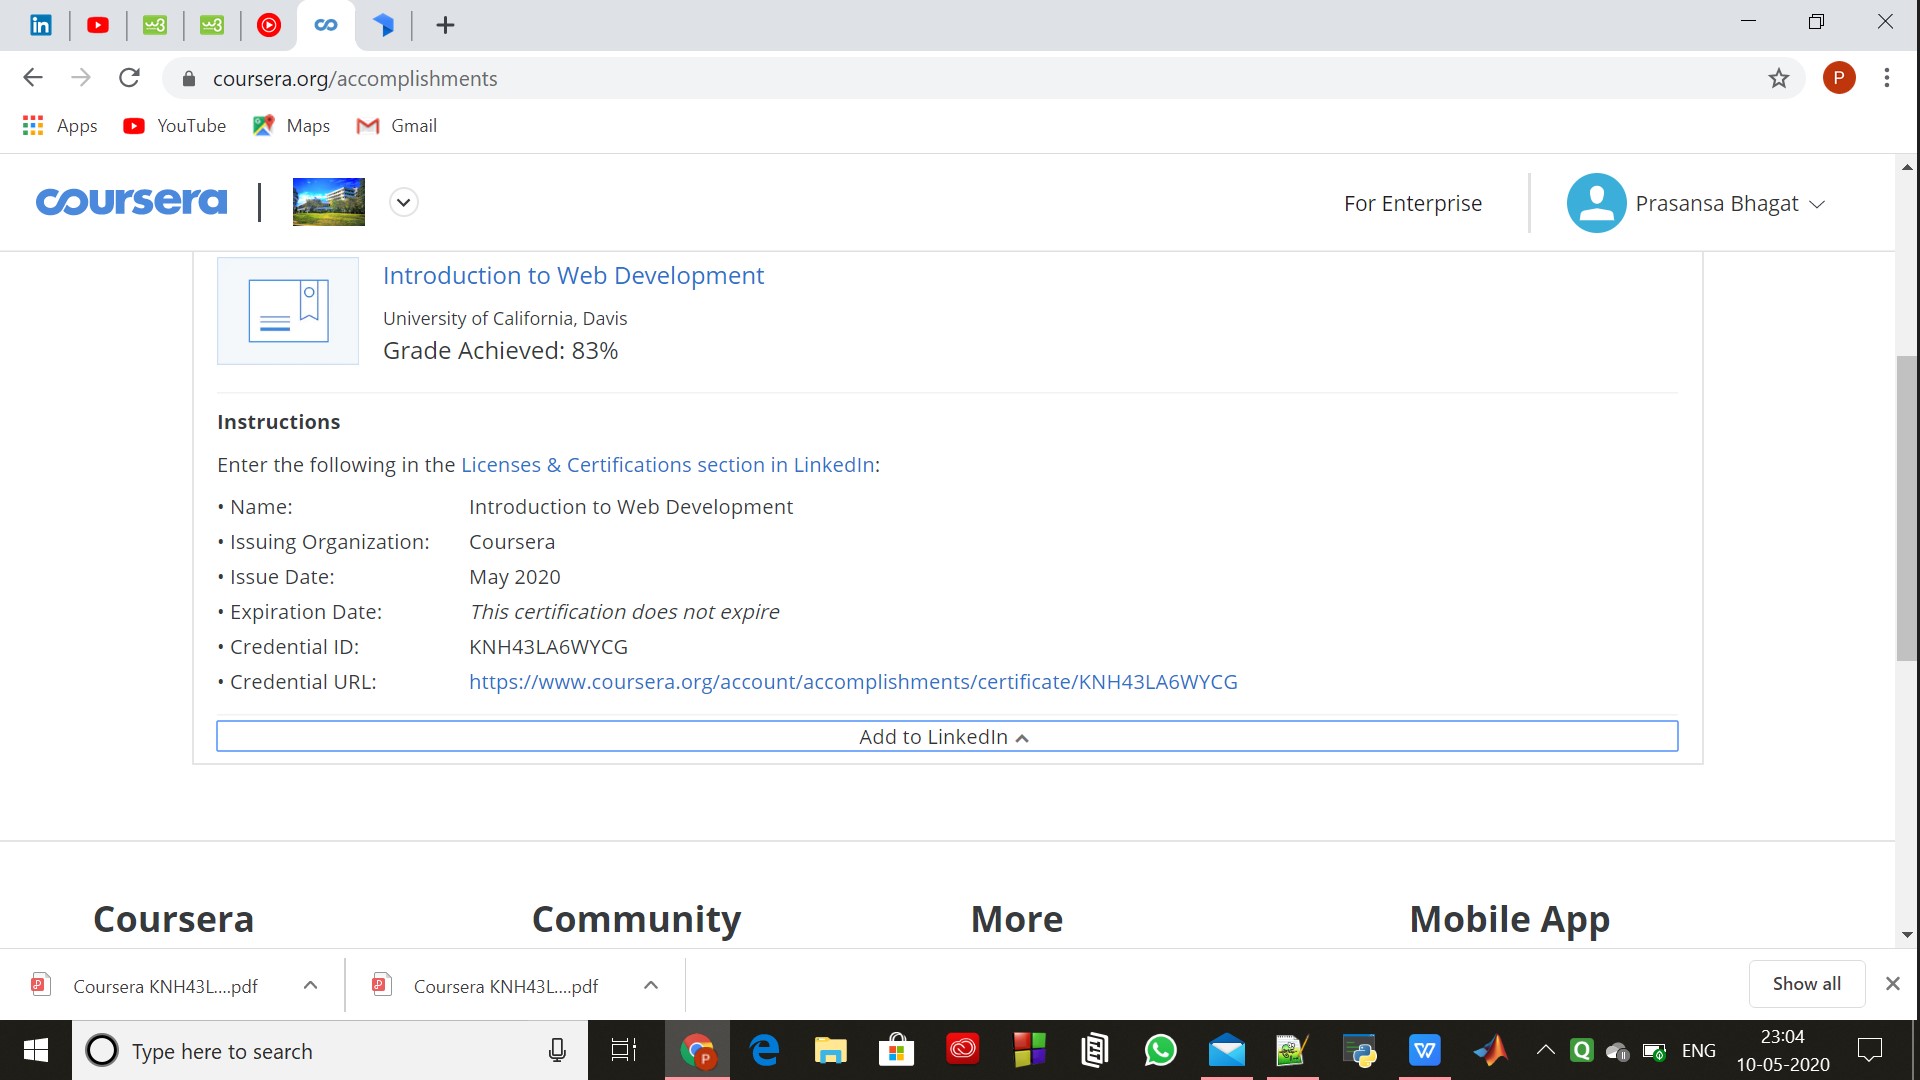 coursera.org/accomplishments
Apps YouTube Maps Gmail
coursera For Enterprise Prasansa Bhagat
Introduction to Web Development
University of California, Davis
Grade Achieved: 83%
Instructions
Enter the following in the Licenses & Certifications section in LinkedIn:
• Name: Introduction to Web Development
• Issuing Organization: Coursera
• Issue Date: May 2020
• Expiration Date: This certification does not expire
• Credential ID: KNH43LA6WYCG
• Credential URL: https://www.coursera.org/account/accomplishments/certificate/KNH43LA6WYCG
Add to LinkedIn
Coursera Community More Mobile App
Coursera KNH43L....pdf Coursera KNH43L....pdf Show all
Type here to search ENG 23:04
10-05-2020